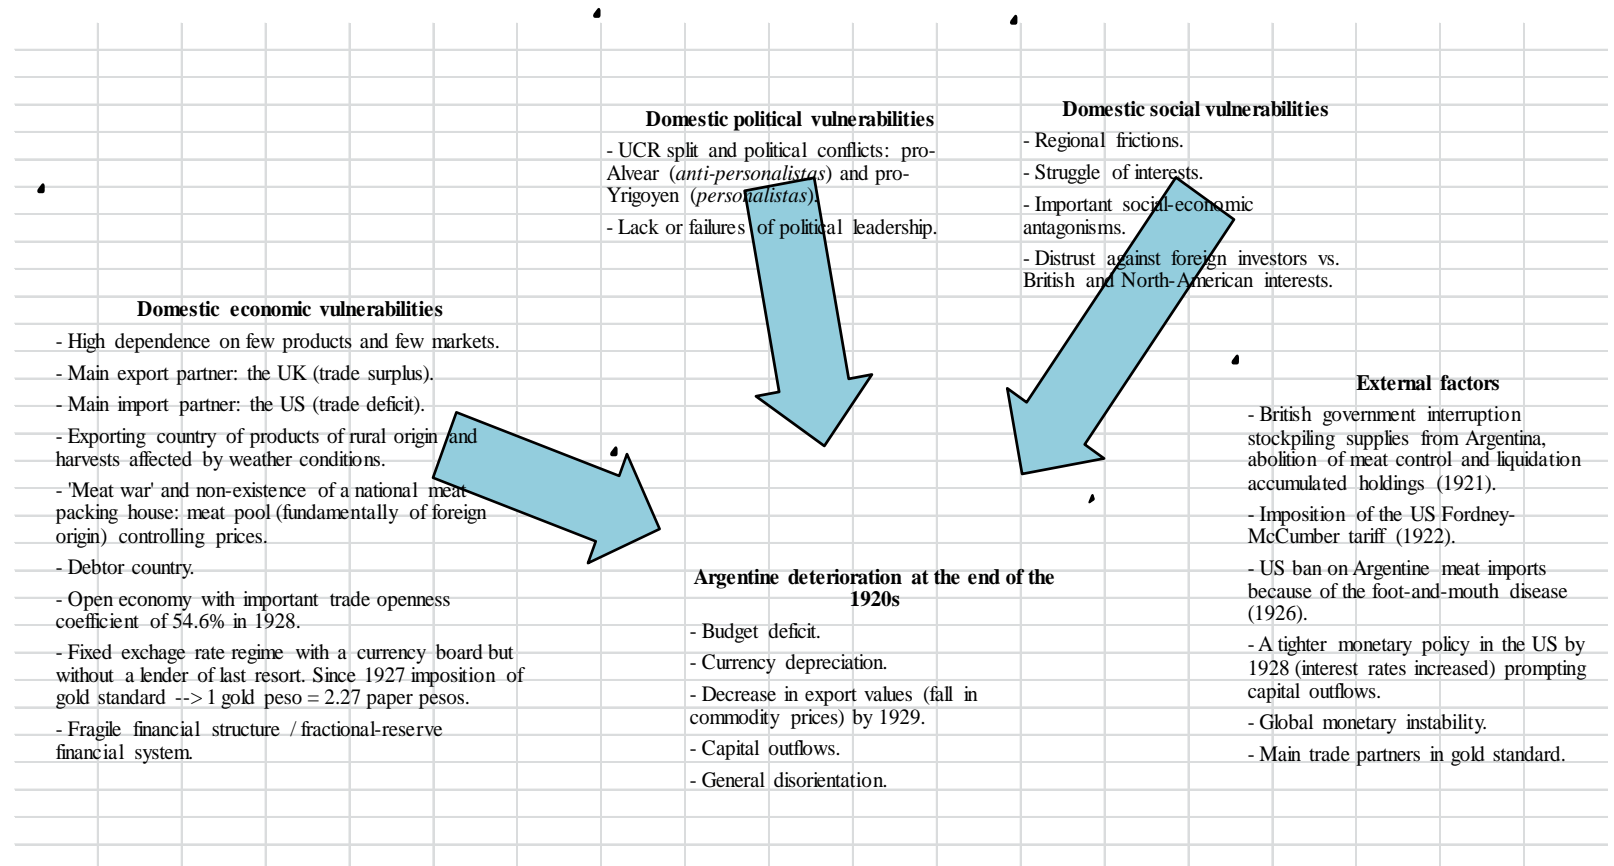 Domestic political vulnerabilities
- UCR split and political conflicts: pro-
Alvear (anti-personalistas) and pro-
Yrigoyen (personalistas).
- Lack or failures of political leadership.
Domestic social vulnerabilities
- Regional frictions.
- Struggle of interests.
- Important social-economic
antagonisms.
- Distrust against foreign investors vs.
British and North-American interests.
Domestic economic vulnerabilities
- High dependence on few products and few markets.
- Main export partner: the UK (trade surplus).
- Main import partner: the US (trade deficit).
- Exporting country of products of rural origin and
harvests affected by weather conditions.
- 'Meat war' and non-existence of a national meat
packing house: meat pool (fundamentally of foreign
origin) controlling prices.
- Debtor country.
- Open economy with important trade openness
coefficient of 54.6% in 1928.
- Fixed exchage rate regime with a currency board but
without a lender of last resort. Since 1927 imposition of
gold standard --> 1 gold peso = 2.27 paper pesos.
- Fragile financial structure / fractional-reserve
financial system.
External factors
- British government interruption
stockpiling supplies from Argentina,
abolition of meat control and liquidation
accumulated holdings (1921).
- Imposition of the US Fordney-
McCumber tariff (1922).
- US ban on Argentine meat imports
because of the foot-and-mouth disease
(1926).
- A tighter monetary policy in the US by
1928 (interest rates increased) prompting
capital outflows.
- Global monetary instability.
- Main trade partners in gold standard.
Argentine deterioration at the end of the
1920s
- Budget deficit.
- Currency depreciation.
- Decrease in export values (fall in
commodity prices) by 1929.
- Capital outflows.
- General disorientation.